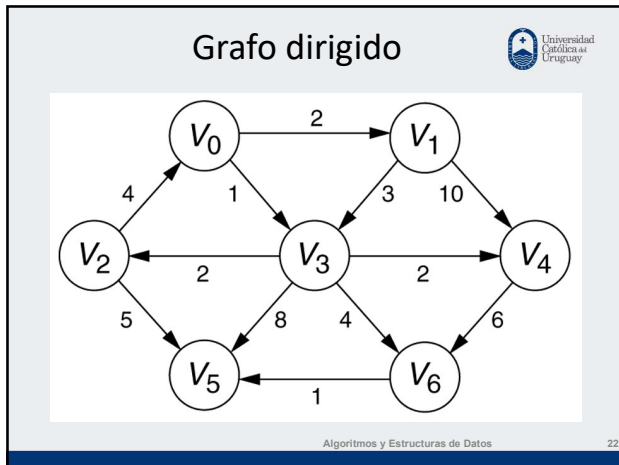 Grafo dirigido
Universidad
Católica del
Uruguay
V0
2
V1
4
1
3
10
V2
2
V3
2
V4
5
8
4
6
V5
1
V6
Algoritmos y Estructuras de Datos
22